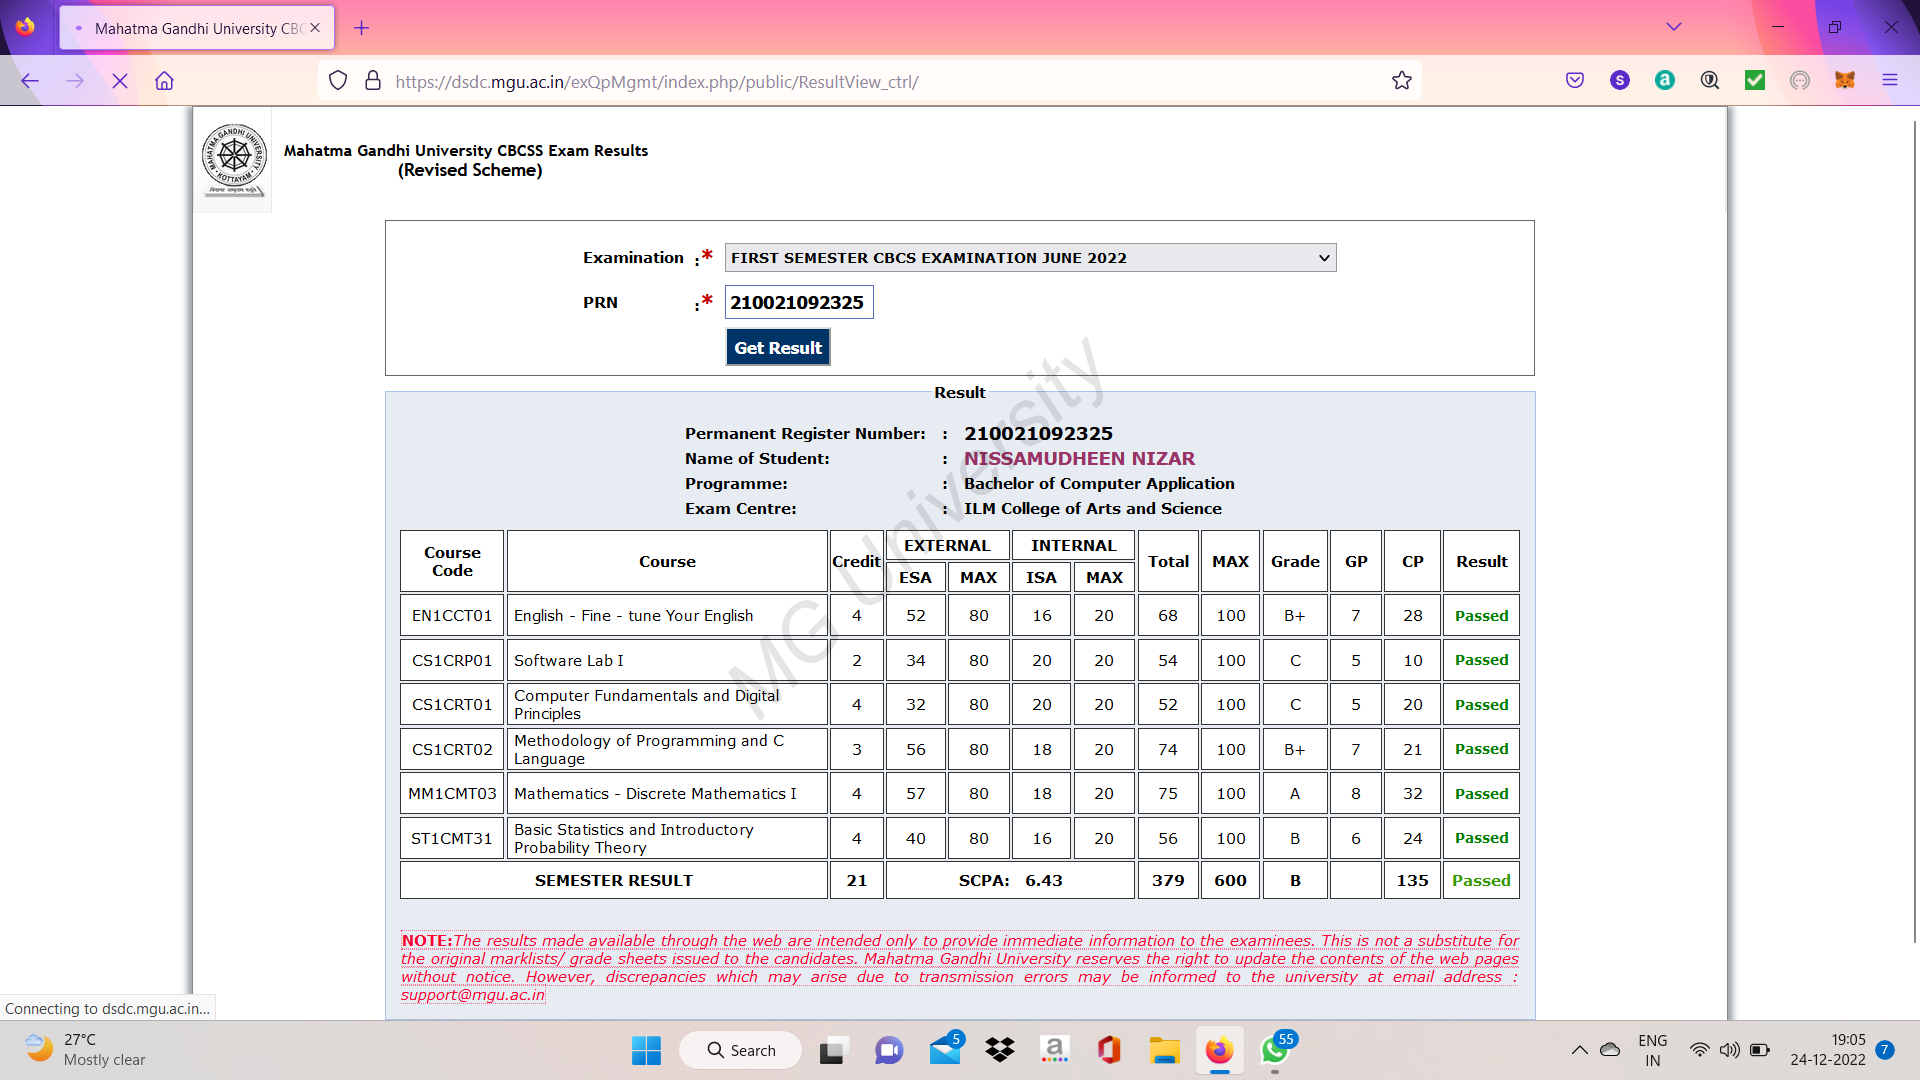 Mahatma Gandhi University CBC
https://dsdc.mgu.ac.in/exQpMgmt/index.php/public/ResultView_ctrl/
S
a
MAHATMA GANDHI UNIVERSITY
KOTTAYAM
Mahatma Gandhi University CBCSS Exam Results
(Revised Scheme)
Examination :* FIRST SEMESTER CBCS EXAMINATION JUNE 2022
PRN :* 210021092325
Get Result
MG University
Result
Permanent Register Number: : 210021092325
Name of Student: : NISSAMUDHEEN NIZAR
Programme: : Bachelor of Computer Application
Exam Centre: : ILM College of Arts and Science
Course Code Course Credit EXTERNAL INTERNAL Total MAX Grade GP CP Result
ESA MAX ISA MAX
EN1CCT01 English - Fine - tune Your English 4 52 80 16 20 68 100 B+ 7 28 Passed
CS1CRP01 Software Lab I 2 34 80 20 20 54 100 C 5 10 Passed
CS1CRT01 Computer Fundamentals and Digital Principles 4 32 80 20 20 52 100 C 5 20 Passed
CS1CRT02 Methodology of Programming and C Language 3 56 80 18 20 74 100 B+ 7 21 Passed
MM1CMT03 Mathematics - Discrete Mathematics I 4 57 80 18 20 75 100 A 8 32 Passed
ST1CMT31 Basic Statistics and Introductory Probability Theory 4 40 80 16 20 56 100 B 6 24 Passed
SEMESTER RESULT 21 SCPA: 6.43 379 600 B 135 Passed
NOTE:The results made available through the web are intended only to provide immediate information to the examinees. This is not a substitute for
the original marklists/ grade sheets issued to the candidates. Mahatma Gandhi University reserves the right to update the contents of the web pages
without notice. However, discrepancies which may arise due to transmission errors may be informed to the university at email address :
support@mgu.ac.in
Connecting to dsdc.mgu.ac.in...
27°C
Mostly clear
Search
5
a
55
ENG
IN
19:05
24-12-2022
7